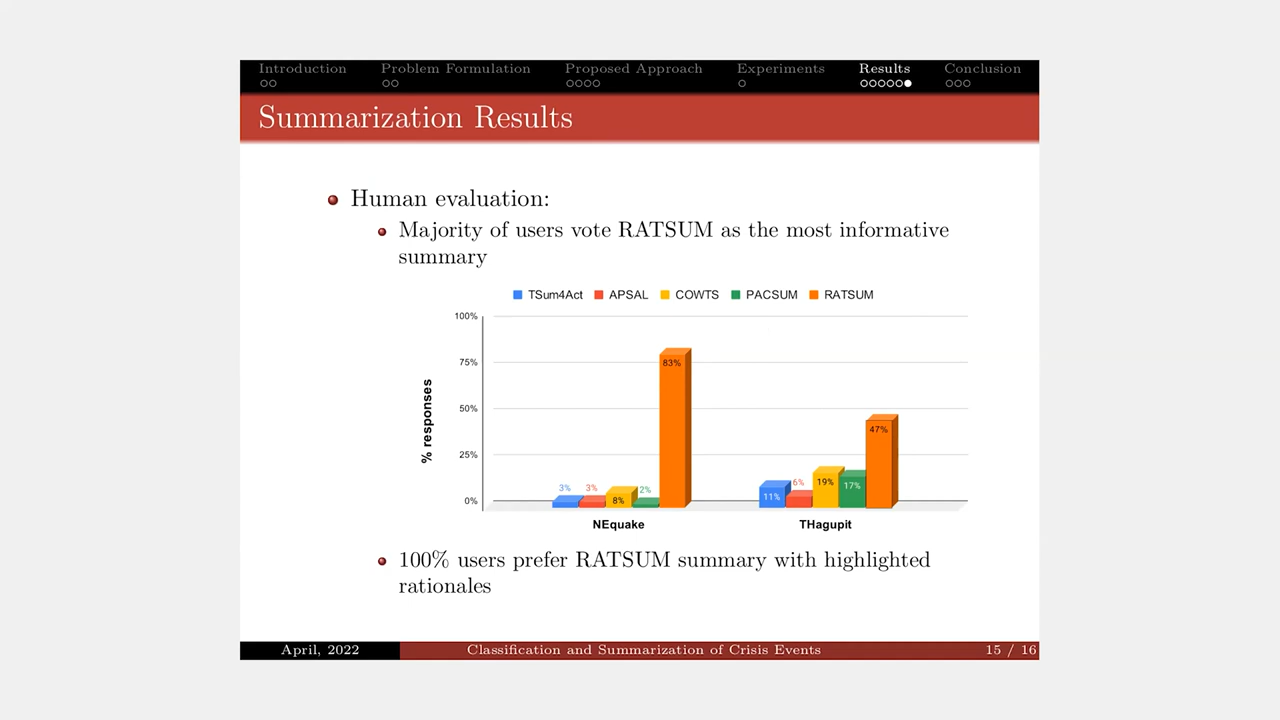 Introduction Problem Formulation Proposed Approach Experiments Results Conclusion
Summarization Results
Human evaluation:
Majority of users vote RATSUM as the most informative
summary
TSum4Act APSAL COWTS PACSUM RATSUM
100%
75%
50%
25%
0%
% responses
3% 3% 8% 2% 83%
11% 6% 19% 17% 47%
NEquake THagupit
100% users prefer RATSUM summary with highlighted
rationales
April, 2022 Classification and Summarization of Crisis Events 15 / 16